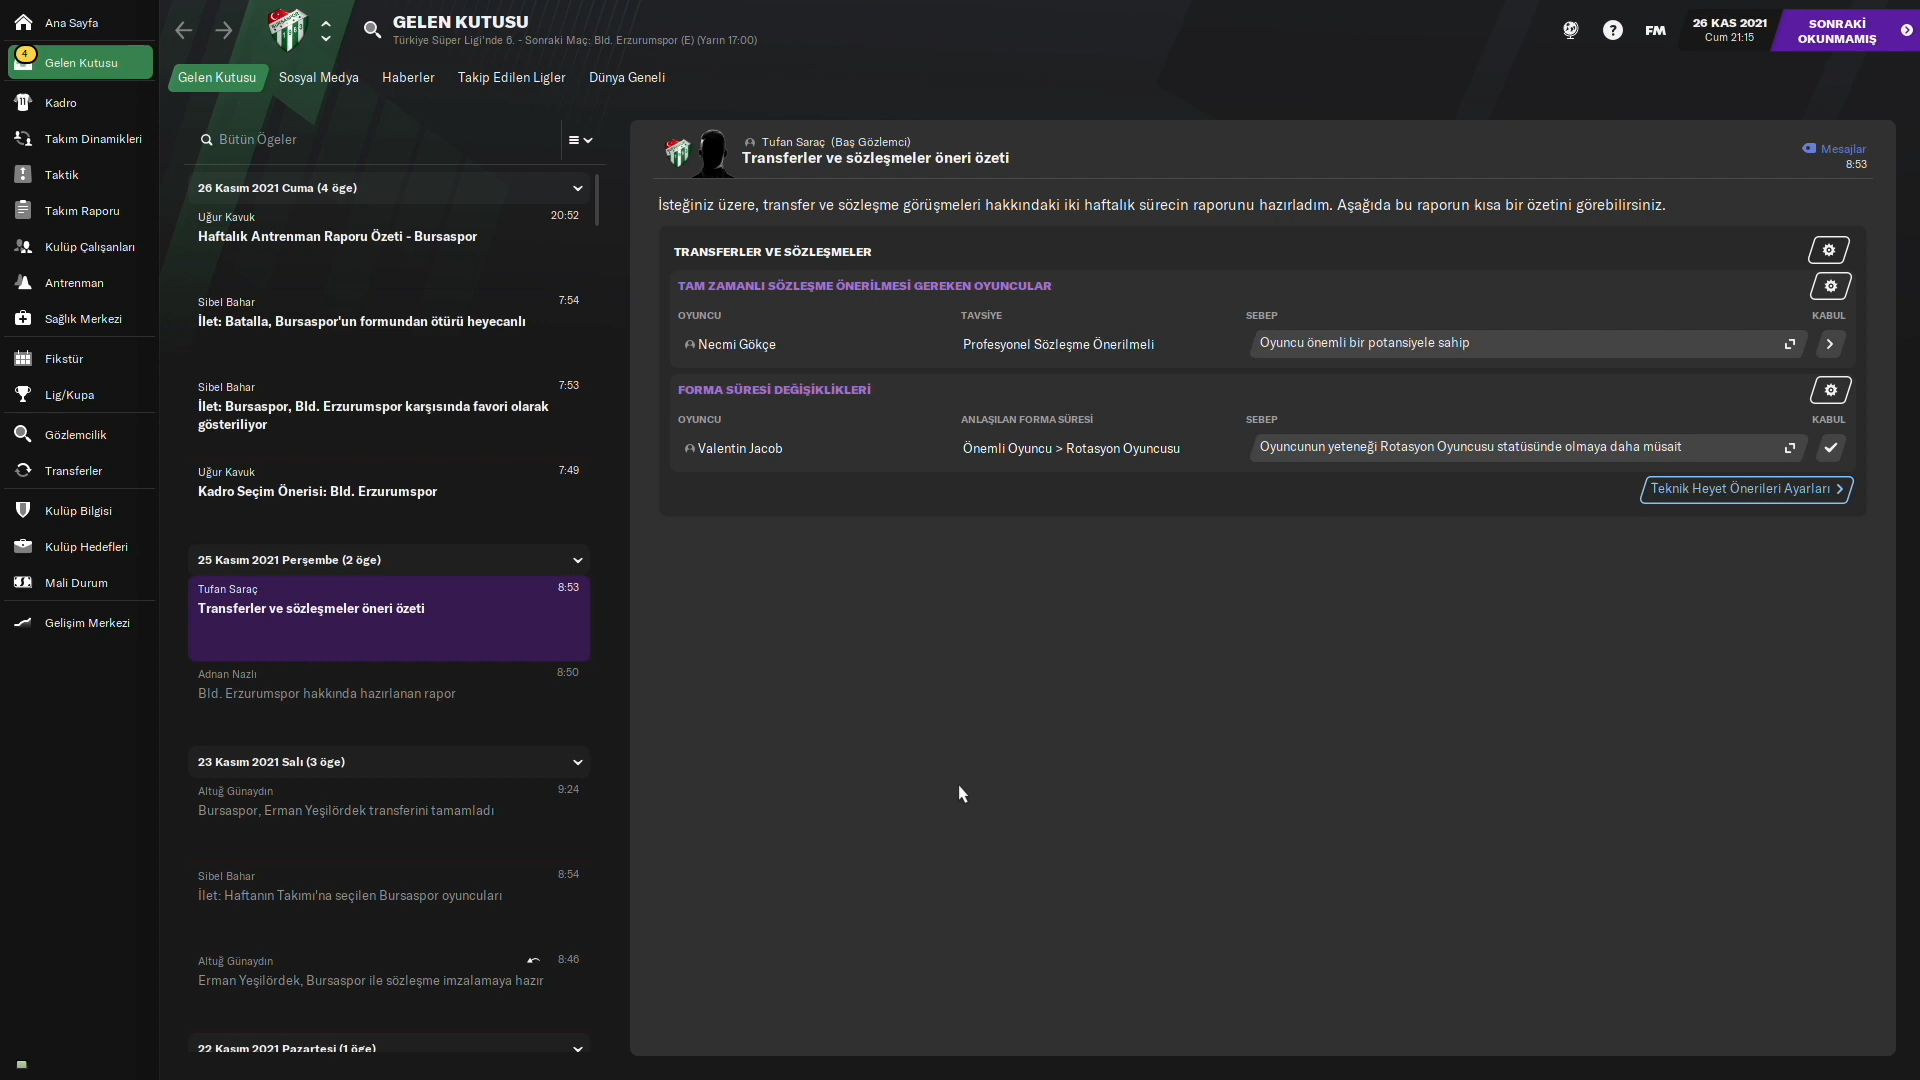 Ana Sayfa
4
Gelen Kutusu
Kadro
Takım Dinamikleri
Taktik
Takım Raporu
Kulüp Çalışanları
Antrenman
Sağlık Merkezi
Fikstür
Lig/Kupa
Gözlemcilik
Transferler
Kulüp Bilgisi
Kulüp Hedefleri
Mali Durum
Gelişim Merkezi
GELEN KUTUSU
Türkiye Süper Ligi'nde 6. - Sonraki Maç: Bld. Erzurumspor (E) (Yarın 17:00)
FM
26 KAS 2021
Cum 21:15
SONRAKİ
OKUNMAMIŞ
Gelen Kutusu Sosyal Medya Haberler Takip Edilen Ligler Dünya Geneli
Bütün Ögeler
26 Kasım 2021 Cuma (4 öge)
Uğur Kavuk 20:52
Haftalık Antrenman Raporu Özeti - Bursaspor
Sibel Bahar 7:54
İlet: Batalla, Bursaspor'un formundan ötürü heyecanlı
Sibel Bahar 7:53
İlet: Bursaspor, Bld. Erzurumspor karşısında favori olarak
gösteriliyor
Uğur Kavuk 7:49
Kadro Seçim Önerisi: Bld. Erzurumspor
25 Kasım 2021 Perşembe (2 öge)
Tufan Saraç 8:53
Transferler ve sözleşmeler öneri özeti
Adnan Nazlı 8:50
Bld. Erzurumspor hakkında hazırlanan rapor
23 Kasım 2021 Salı (3 öge)
Altuğ Günaydın 9:24
Bursaspor, Erman Yeşilördek transferini tamamladı
Sibel Bahar 8:54
İlet: Haftanın Takımı'na seçilen Bursaspor oyuncuları
Altuğ Günaydın 8:46
Erman Yeşilördek, Bursaspor ile sözleşme imzalamaya hazır
22 Kasım 2021 Pazartesi (1 öge)
Tufan Saraç (Baş Gözlemci)
Transferler ve sözleşmeler öneri özeti
Mesajlar
8:53
İsteğiniz üzere, transfer ve sözleşme görüşmeleri hakkındaki iki haftalık sürecin raporunu hazırladım. Aşağıda bu raporun kısa bir özetini görebilirsiniz.
TRANSFERLER VE SÖZLEŞMELER
TAM ZAMANLI SÖZLEŞME ÖNERİLMESİ GEREKEN OYUNCULAR
OYUNCU TAVSİYE SEBEP KABUL
Necmi Gökçe Profesyonel Sözleşme Önerilmeli Oyuncu önemli bir potansiyele sahip
FORMA SÜRESİ DEĞİŞİKLİKLERİ
OYUNCU ANLAŞILAN FORMA SÜRESİ SEBEP KABUL
Valentin Jacob Önemli Oyuncu > Rotasyon Oyuncusu Oyuncunun yeteneği Rotasyon Oyuncusu statüsünde olmaya daha müsait
Teknik Heyet Önerileri Ayarları